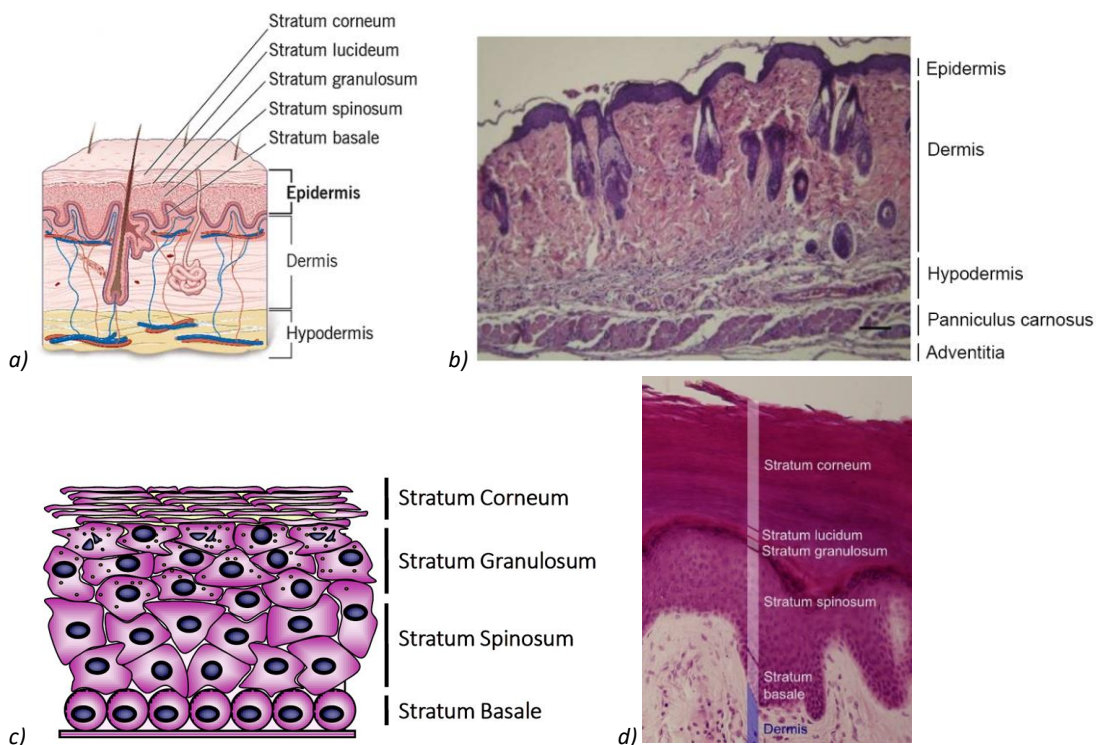 Stratum corneum
Stratum lucideum
Stratum granulosum
Stratum spinosum
Stratum basale
Epidermis
Dermis
Hypodermis
a)
Epidermis
Dermis
Hypodermis
Panniculus carnosus
Adventitia
b)
Stratum Corneum
Stratum Granulosum
Stratum Spinosum
Stratum Basale
c)
Stratum corneum
Stratum lucidum
Stratum granulosum
Stratum spinosum
Stratum
basale
Dermis
d)